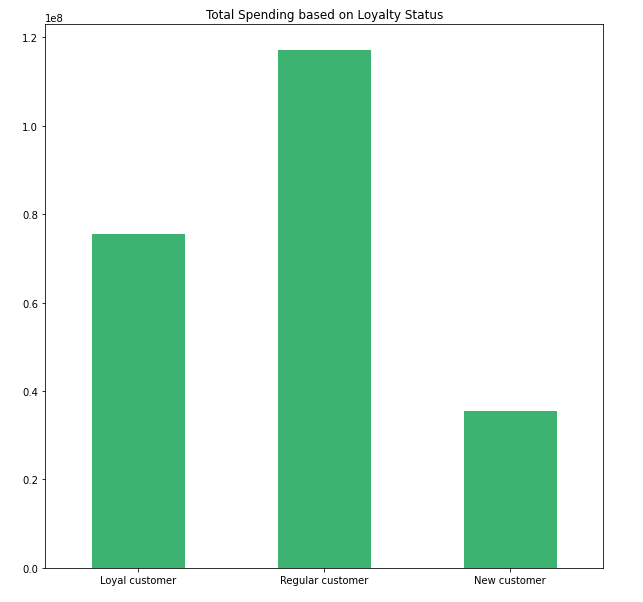 Total Spending based on Loyalty Status
1e8
1.2
1.0
0.8
0.6
0.4
0.2
0.0
Loyal customer
Regular customer
New customer